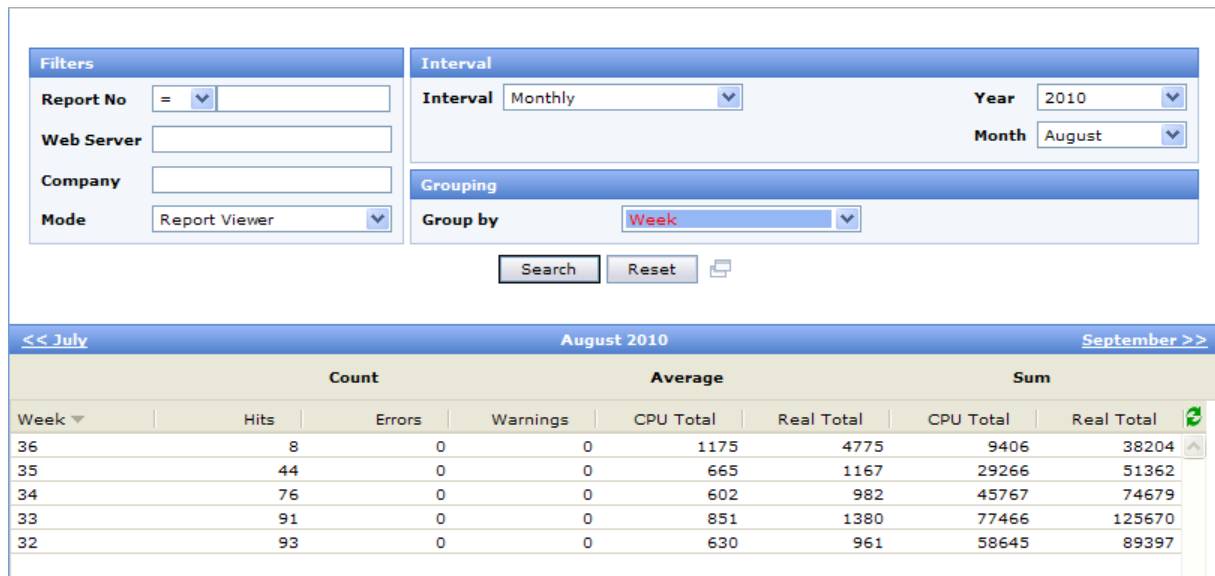 Filters
Report No =
Web Server
Company
Mode Report Viewer
Interval
Interval Monthly Year 2010
Month August
Grouping
Group by Week
Search Reset
<< July August 2010 September >>
Count Average Sum
Week Hits Errors Warnings CPU Total Real Total CPU Total Real Total
36 8 0 0 1175 4775 9406 38204
35 44 0 0 665 1167 29266 51362
34 76 0 0 602 982 45767 74679
33 91 0 0 851 1380 77466 125670
32 93 0 0 630 961 58645 89397